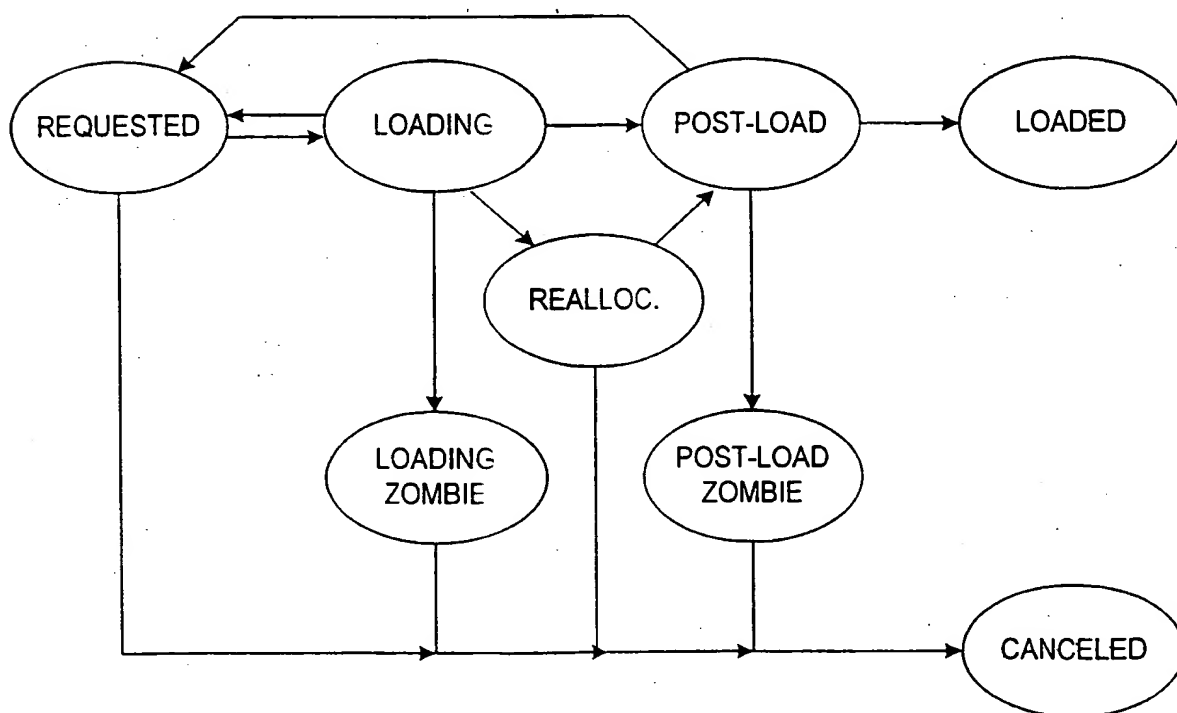 REQUESTED
LOADING
POST-LOAD
LOADED
REALLOC.
LOADING
ZOMBIE
POST-LOAD
ZOMBIE
CANCELED